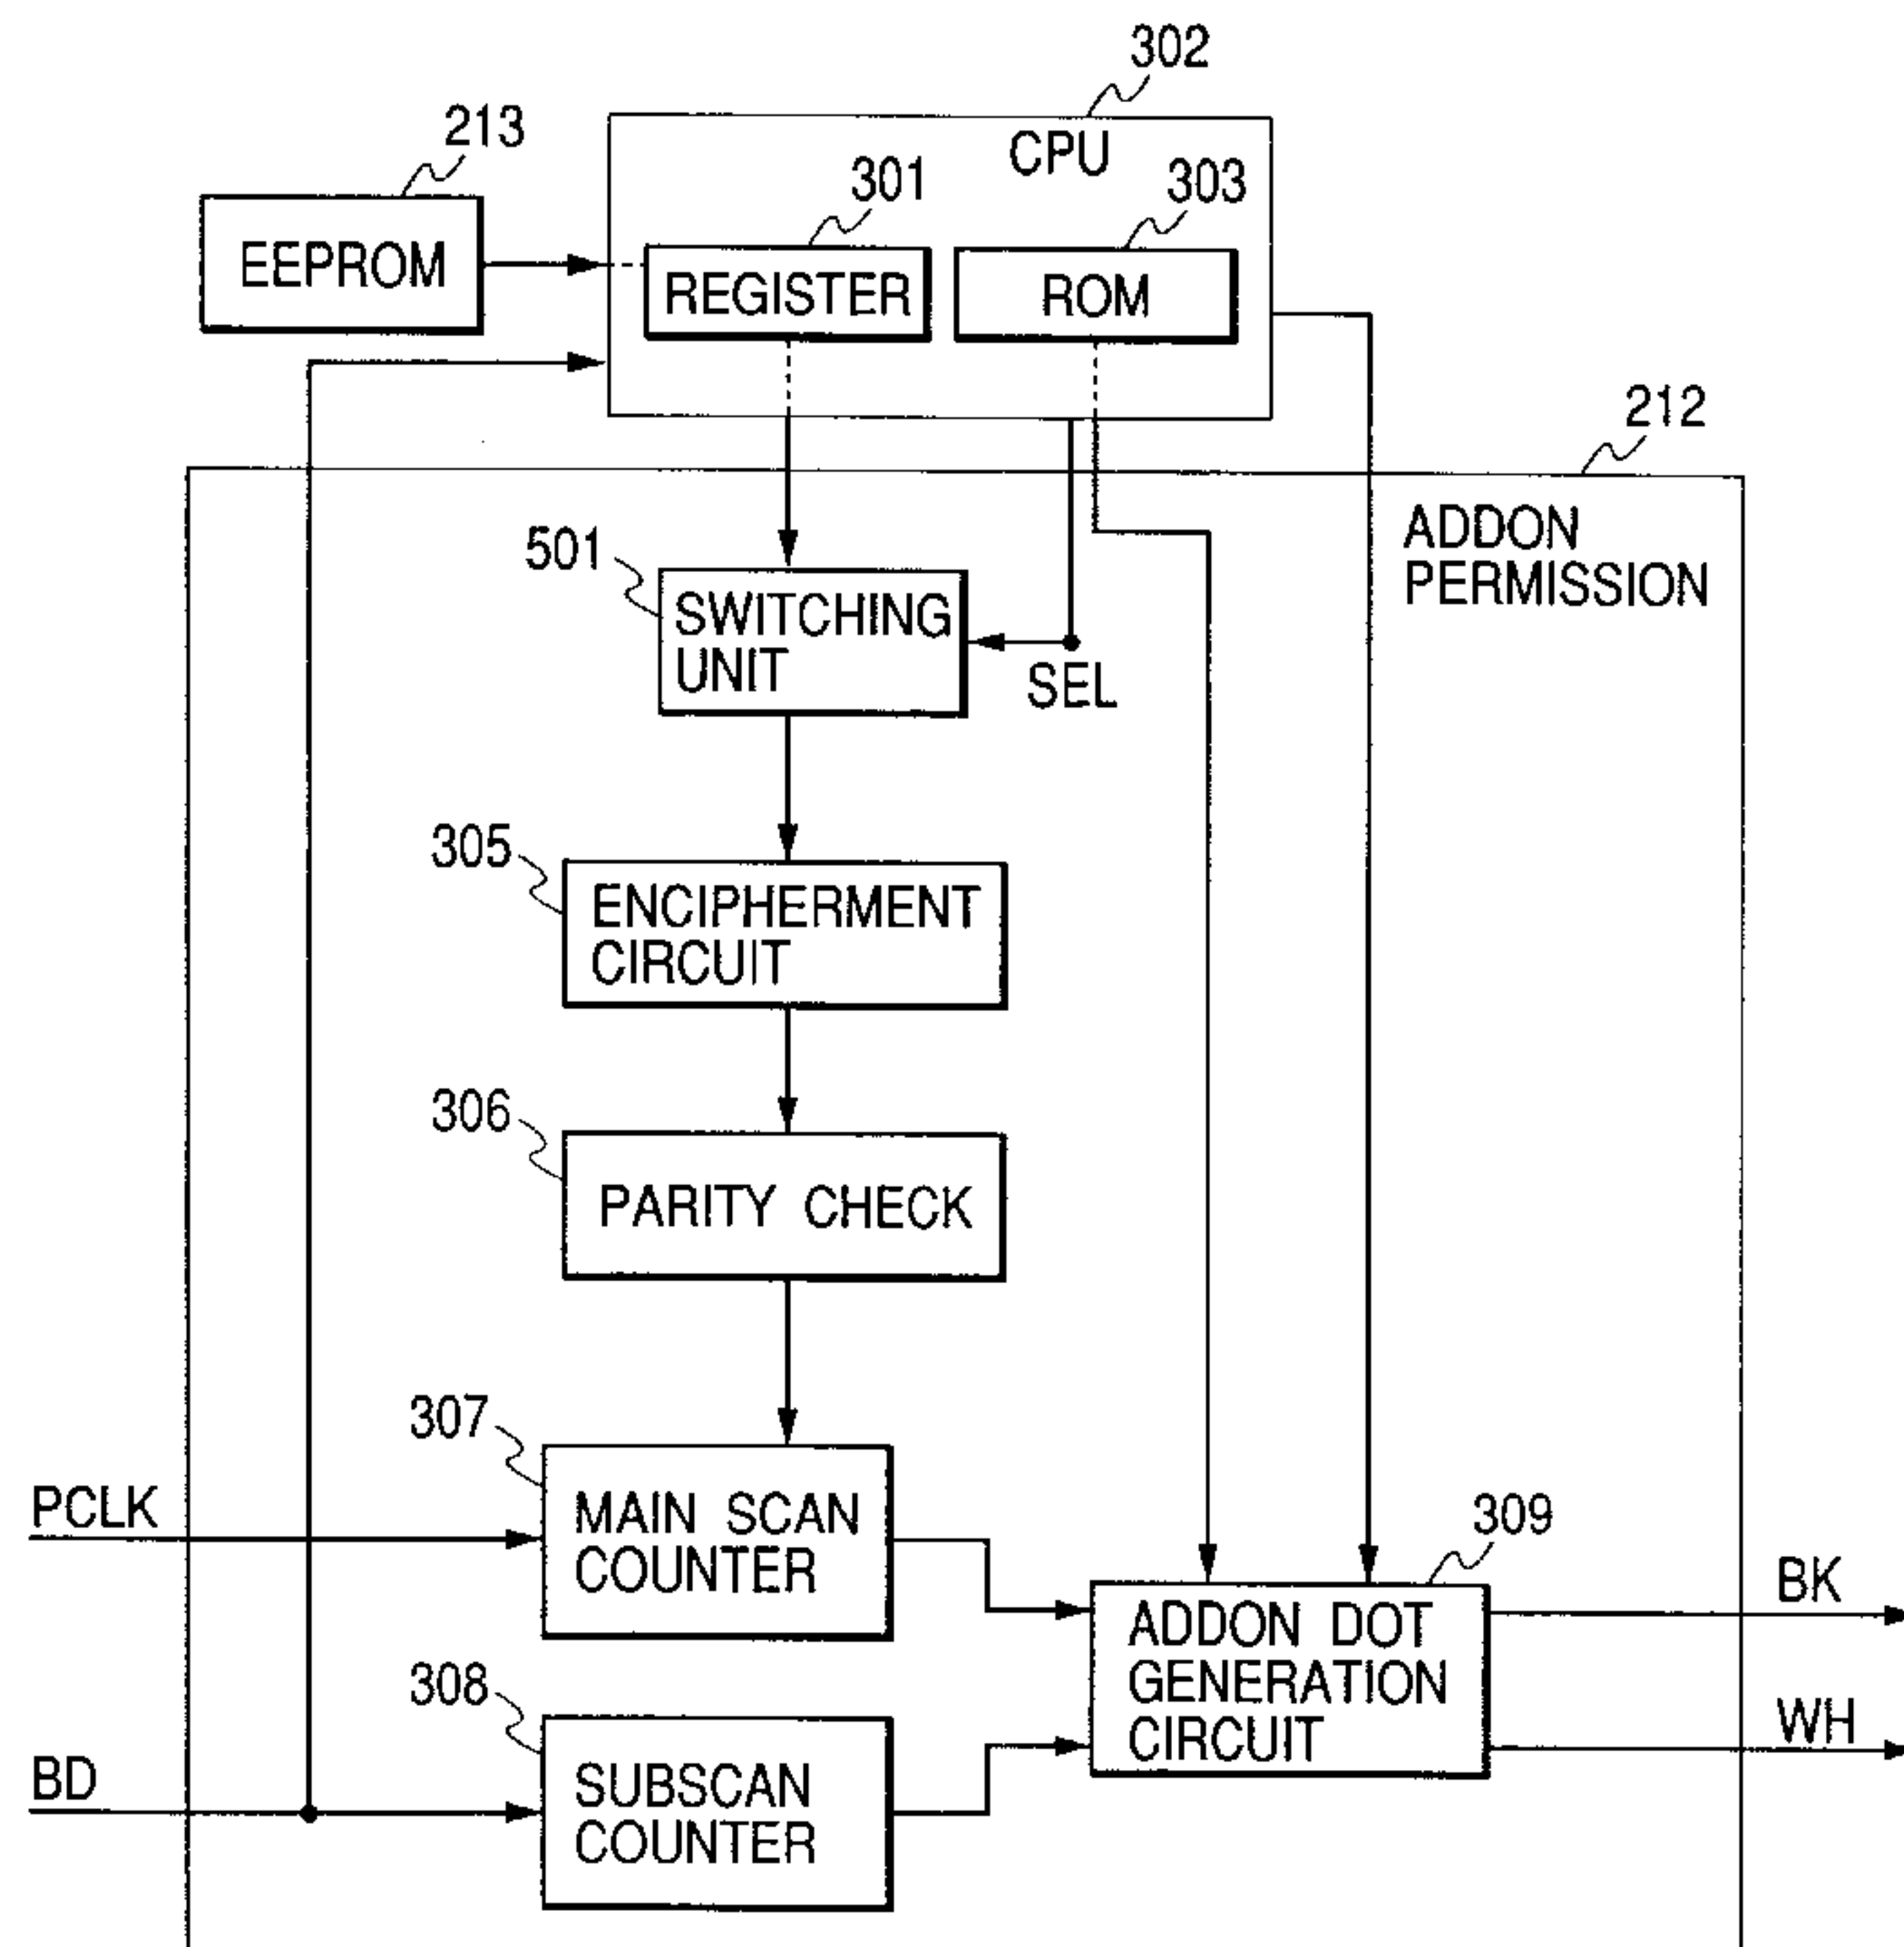 302
213
CPU
301
303
EEPROM
REGISTER
ROM
212
ADDON
PERMISSION
501
SWITCHING
UNIT
SEL
305
ENCIPHERMENT
CIRCUIT
306
PARITY CHECK
307
PCLK
MAIN SCAN
COUNTER
309
BK
ADDON DOT
GENERATION
CIRCUIT
308
WH
BD
SUBSCAN
COUNTER